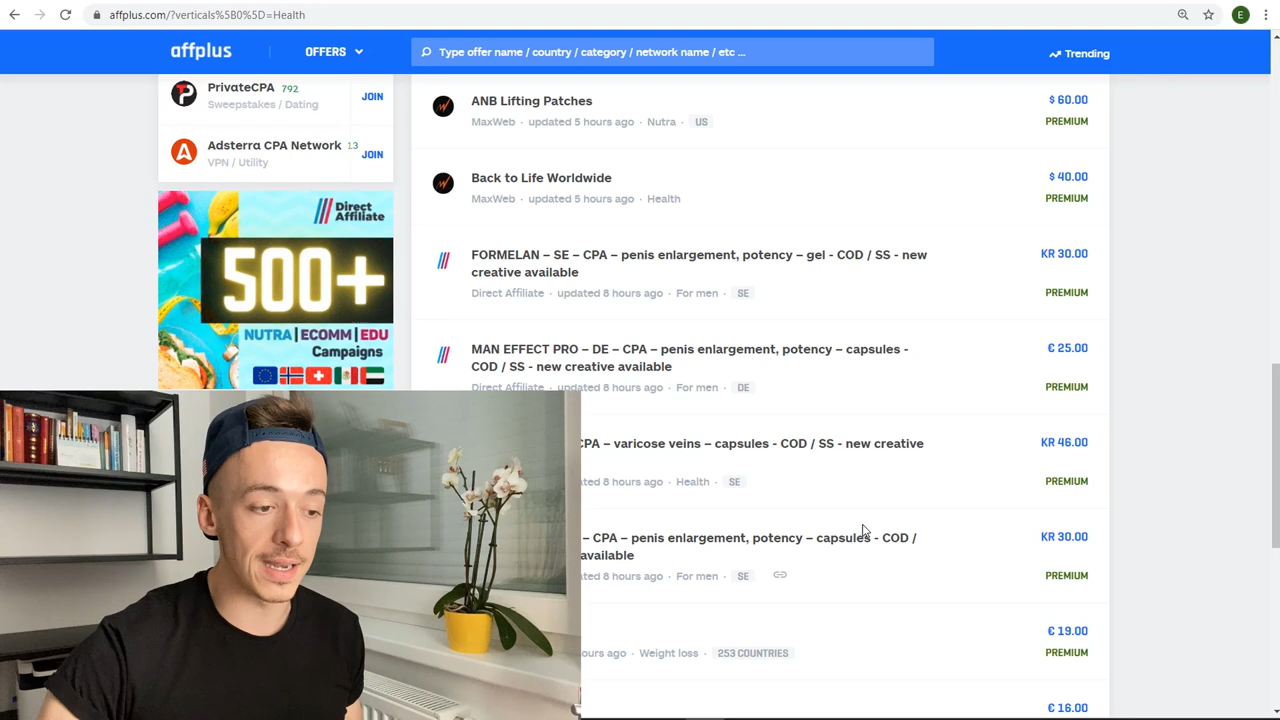 affplus.com/?verticals%5B0%5D=Health
E
affplus
OFFERS
Type offer name / country / category / network name / etc ...
Trending
PrivateCPA 792
Sweepstakes / Dating
JOIN
Adsterra CPA Network 13
VPN / Utility
JOIN
Direct
Affiliate
500+
NUTRA | ECOMM | EDU
Campaigns
ANB Lifting Patches
MaxWeb · updated 5 hours ago · Nutra · US
$ 60.00
PREMIUM
Back to Life Worldwide
MaxWeb · updated 5 hours ago · Health
$ 40.00
PREMIUM
FORMELAN – SE – CPA – penis enlargement, potency – gel - COD / SS - new
creative available
Direct Affiliate · updated 8 hours ago · For men · SE
KR 30.00
PREMIUM
MAN EFFECT PRO – DE – CPA – penis enlargement, potency – capsules -
COD / SS - new creative available
Direct Affiliate · updated 8 hours ago · For men · DE
€ 25.00
PREMIUM
CPA – varicose veins – capsules - COD / SS - new creative
ted 8 hours ago · Health · SE
KR 46.00
PREMIUM
– CPA – penis enlargement, potency – capsules - COD /
available
ted 8 hours ago · For men · SE
KR 30.00
PREMIUM
ours ago · Weight loss · 253 COUNTRIES
€ 19.00
PREMIUM
€ 16.00